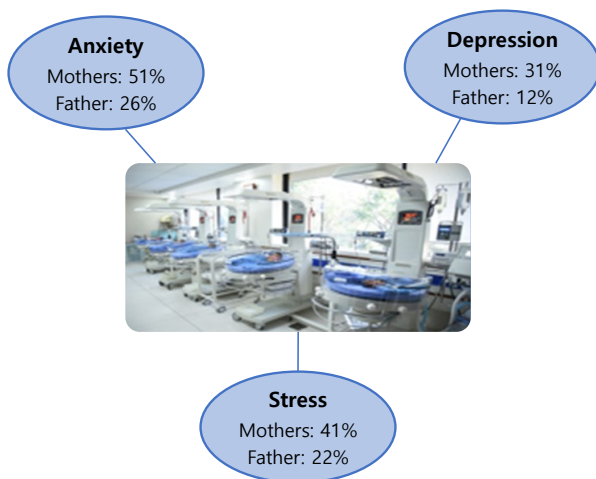 Anxiety
Mothers: 51%
Father: 26%
Depression
Mothers: 31%
Father: 12%
Stress
Mothers: 41%
Father: 22%